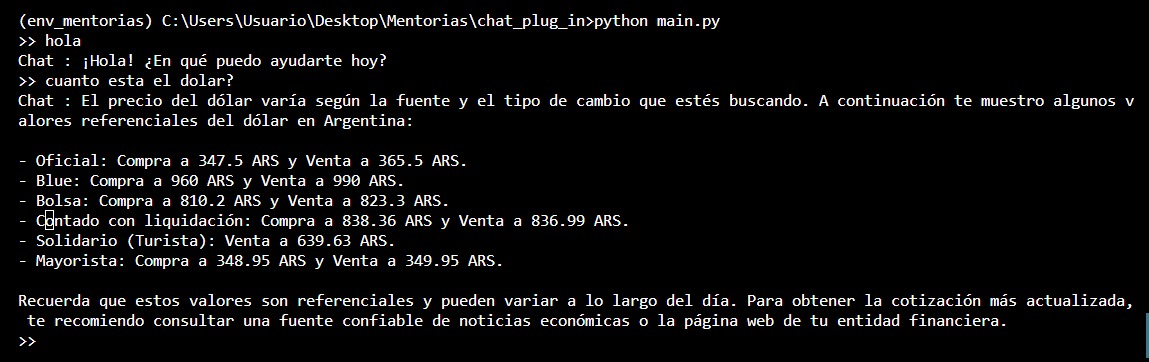 (env_mentorias) C:\Users\Usuario\Desktop\Mentorias\chat_plug_in>python main.py
>> hola
Chat : ¡Hola! ¿En qué puedo ayudarte hoy?
>> cuanto esta el dolar?
Chat : El precio del dólar varía según la fuente y el tipo de cambio que estés buscando. A continuación te muestro algunos v
alores referenciales del dólar en Argentina:

- Oficial: Compra a 347.5 ARS y Venta a 365.5 ARS.
- Blue: Compra a 960 ARS y Venta a 990 ARS.
- Bolsa: Compra a 810.2 ARS y Venta a 823.3 ARS.
- Contado con liquidación: Compra a 838.36 ARS y Venta a 836.99 ARS.
- Solidario (Turista): Venta a 639.63 ARS.
- Mayorista: Compra a 348.95 ARS y Venta a 349.95 ARS.

Recuerda que estos valores son referenciales y pueden variar a lo largo del día. Para obtener la cotización más actualizada,
 te recomiendo consultar una fuente confiable de noticias económicas o la página web de tu entidad financiera.
>>